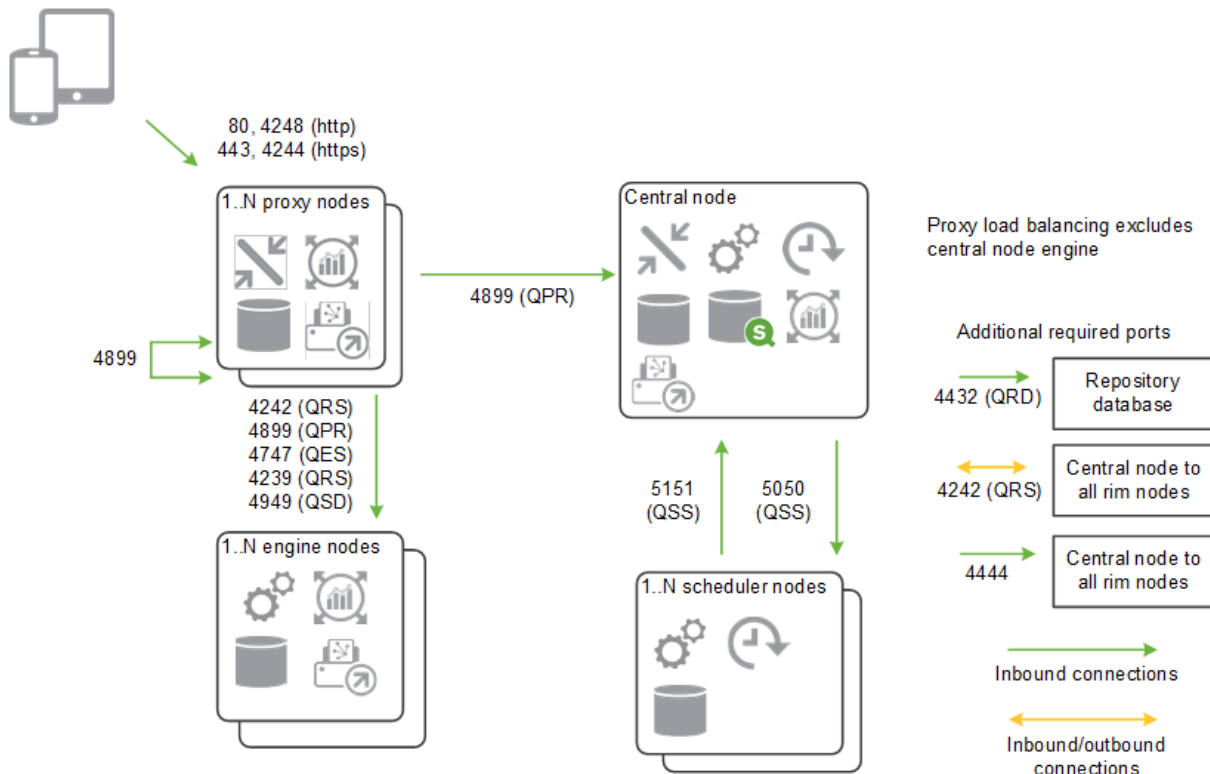 80, 4248 (http)
443, 4244 (https)
1..N proxy nodes
4899
4899 (QPR)
Central node
S
Proxy load balancing excludes
central node engine
4242 (QRS)
4899 (QPR)
4747 (QES)
4239 (QRS)
4949 (QSD)
1..N engine nodes
5151
(QSS)
5050
(QSS)
1..N scheduler nodes
Additional required ports
4432 (QRD)
Repository
database
4242 (QRS)
Central node to
all rim nodes
4444
Central node to
all rim nodes
Inbound connections
Inbound/outbound
connections